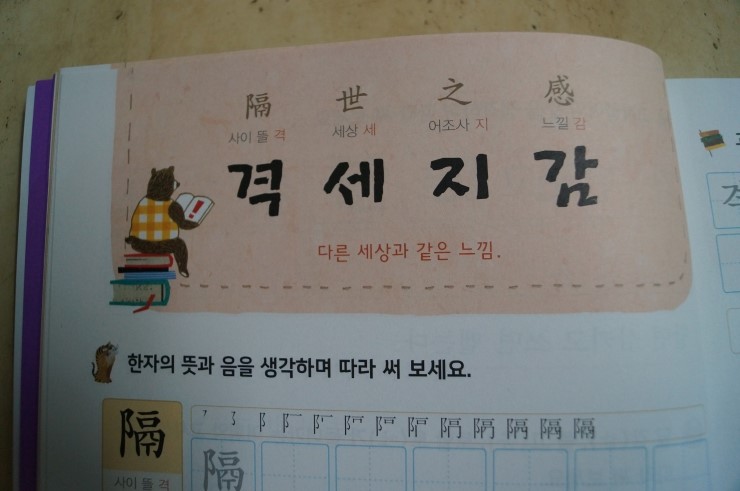 隔 世 之 感
사이 뜰 격 세상 세 어조사 지 느낄 감
격 세 지 감
다른 세상과 같은 느낌.
한자의 뜻과 음을 생각하며 따라 써 보세요.
隔
사이 뜰 격
隔